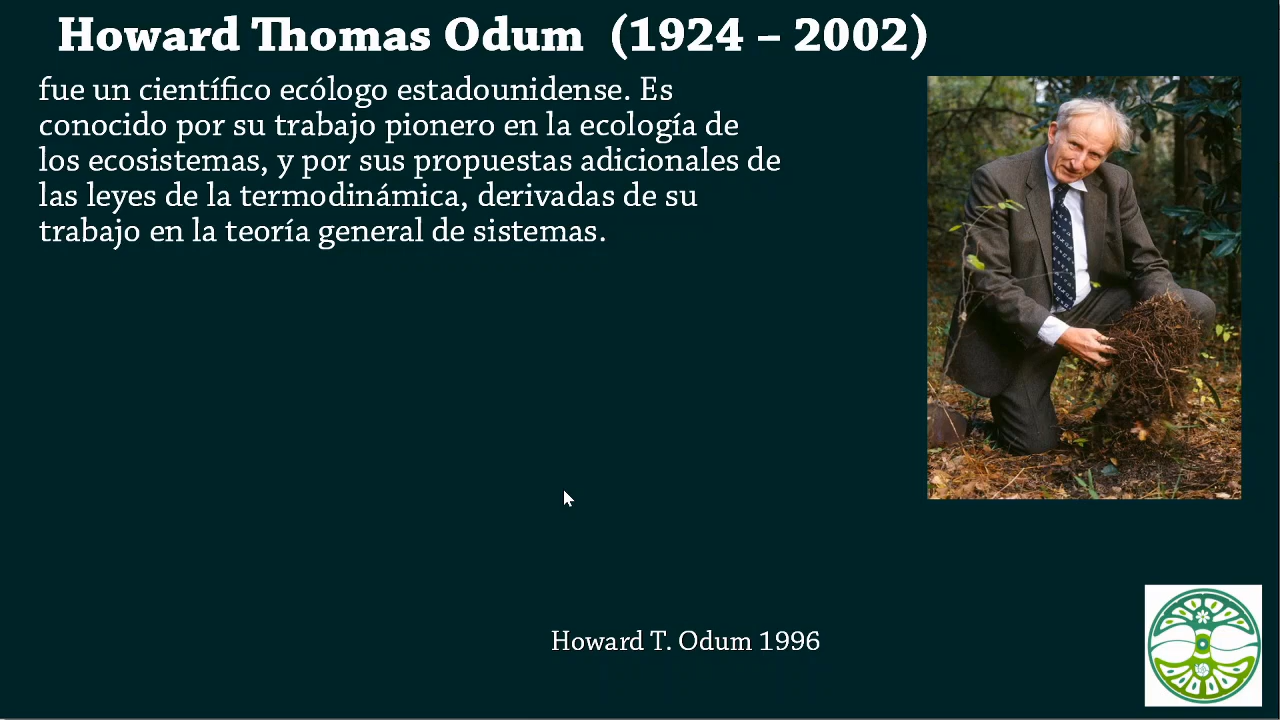 Howard Thomas Odum (1924 – 2002)
fue un científico ecólogo estadounidense. Es
conocido por su trabajo pionero en la ecología de
los ecosistemas, y por sus propuestas adicionales de
las leyes de la termodinámica, derivadas de su
trabajo en la teoría general de sistemas.
Howard T. Odum 1996